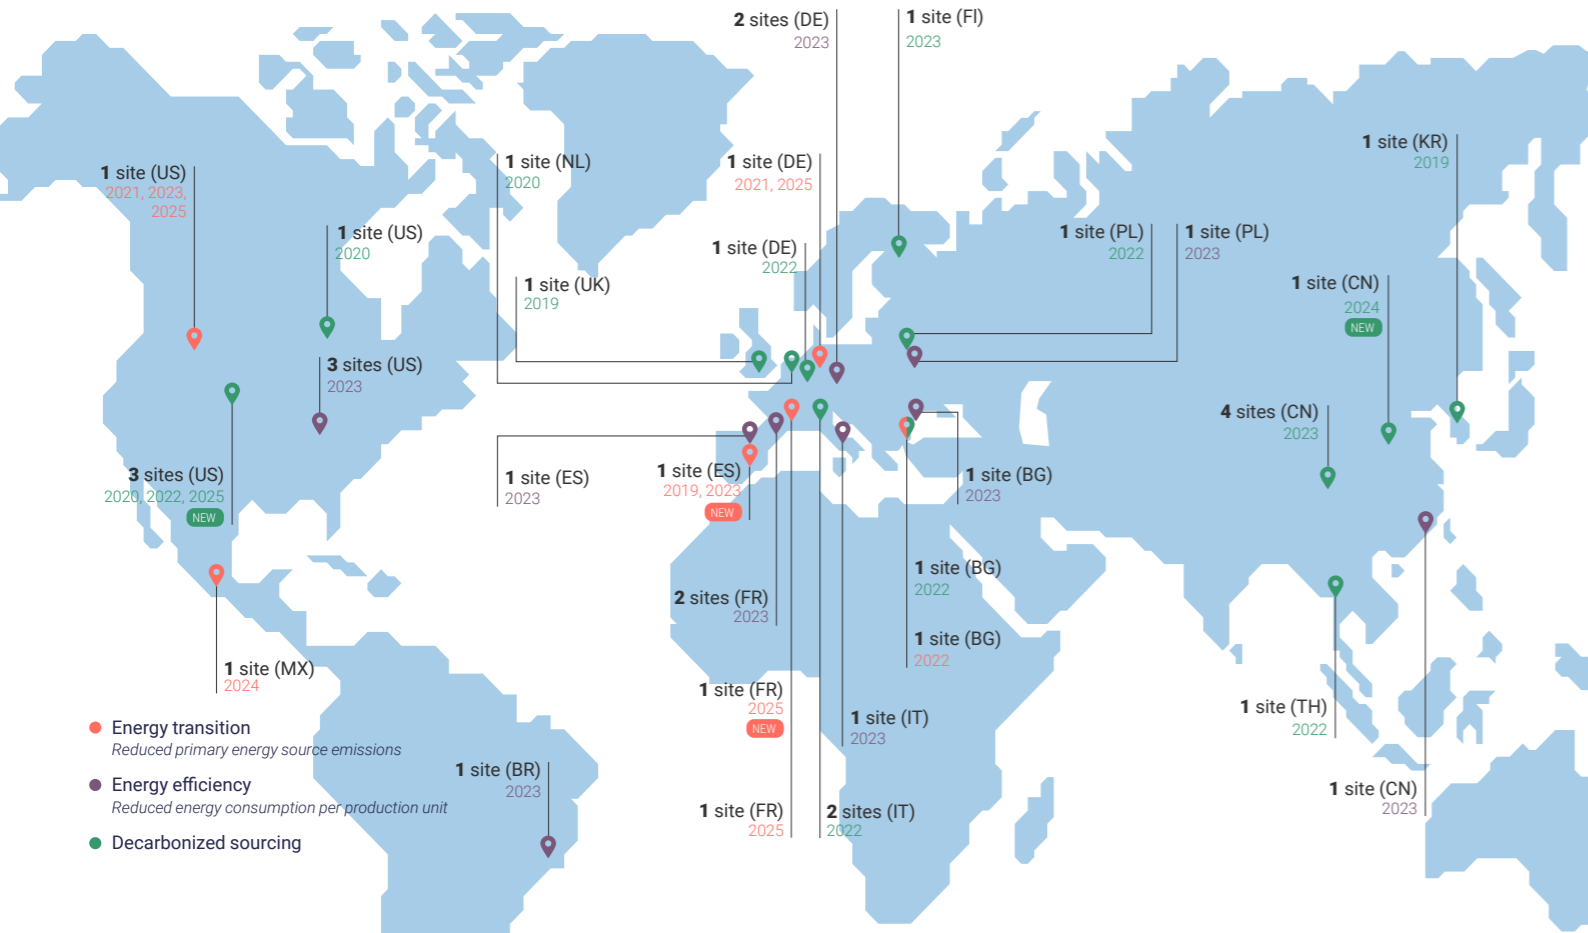 2 sites (DE)
2023
1 site (FI)
2023
1 site (US)
2021, 2023,
2025
1 site (US)
2020
1 site (NL)
2020
1 site (UK)
2019
1 site (DE)
2021, 2025
1 site (DE)
2022
1 site (PL)
2022
1 site (PL)
2023
1 site (KR)
2019
1 site (CN)
2024
NEW
3 sites (US)
2023
4 sites (CN)
2023
3 sites (US)
2020, 2022, 2025
NEW
1 site (ES)
2023
1 site (ES)
2019, 2023
NEW
1 site (BG)
2023
1 site (BG)
2022
1 site (BG)
2022
2 sites (FR)
2023
1 site (MX)
2024
1 site (FR)
2025
NEW
1 site (IT)
2023
1 site (TH)
2022
1 site (BR)
2023
1 site (FR)
2025
2 sites (IT)
2022
1 site (CN)
2023
Energy transition
Reduced primary energy source emissions
Energy efficiency
Reduced energy consumption per production unit
Decarbonized sourcing